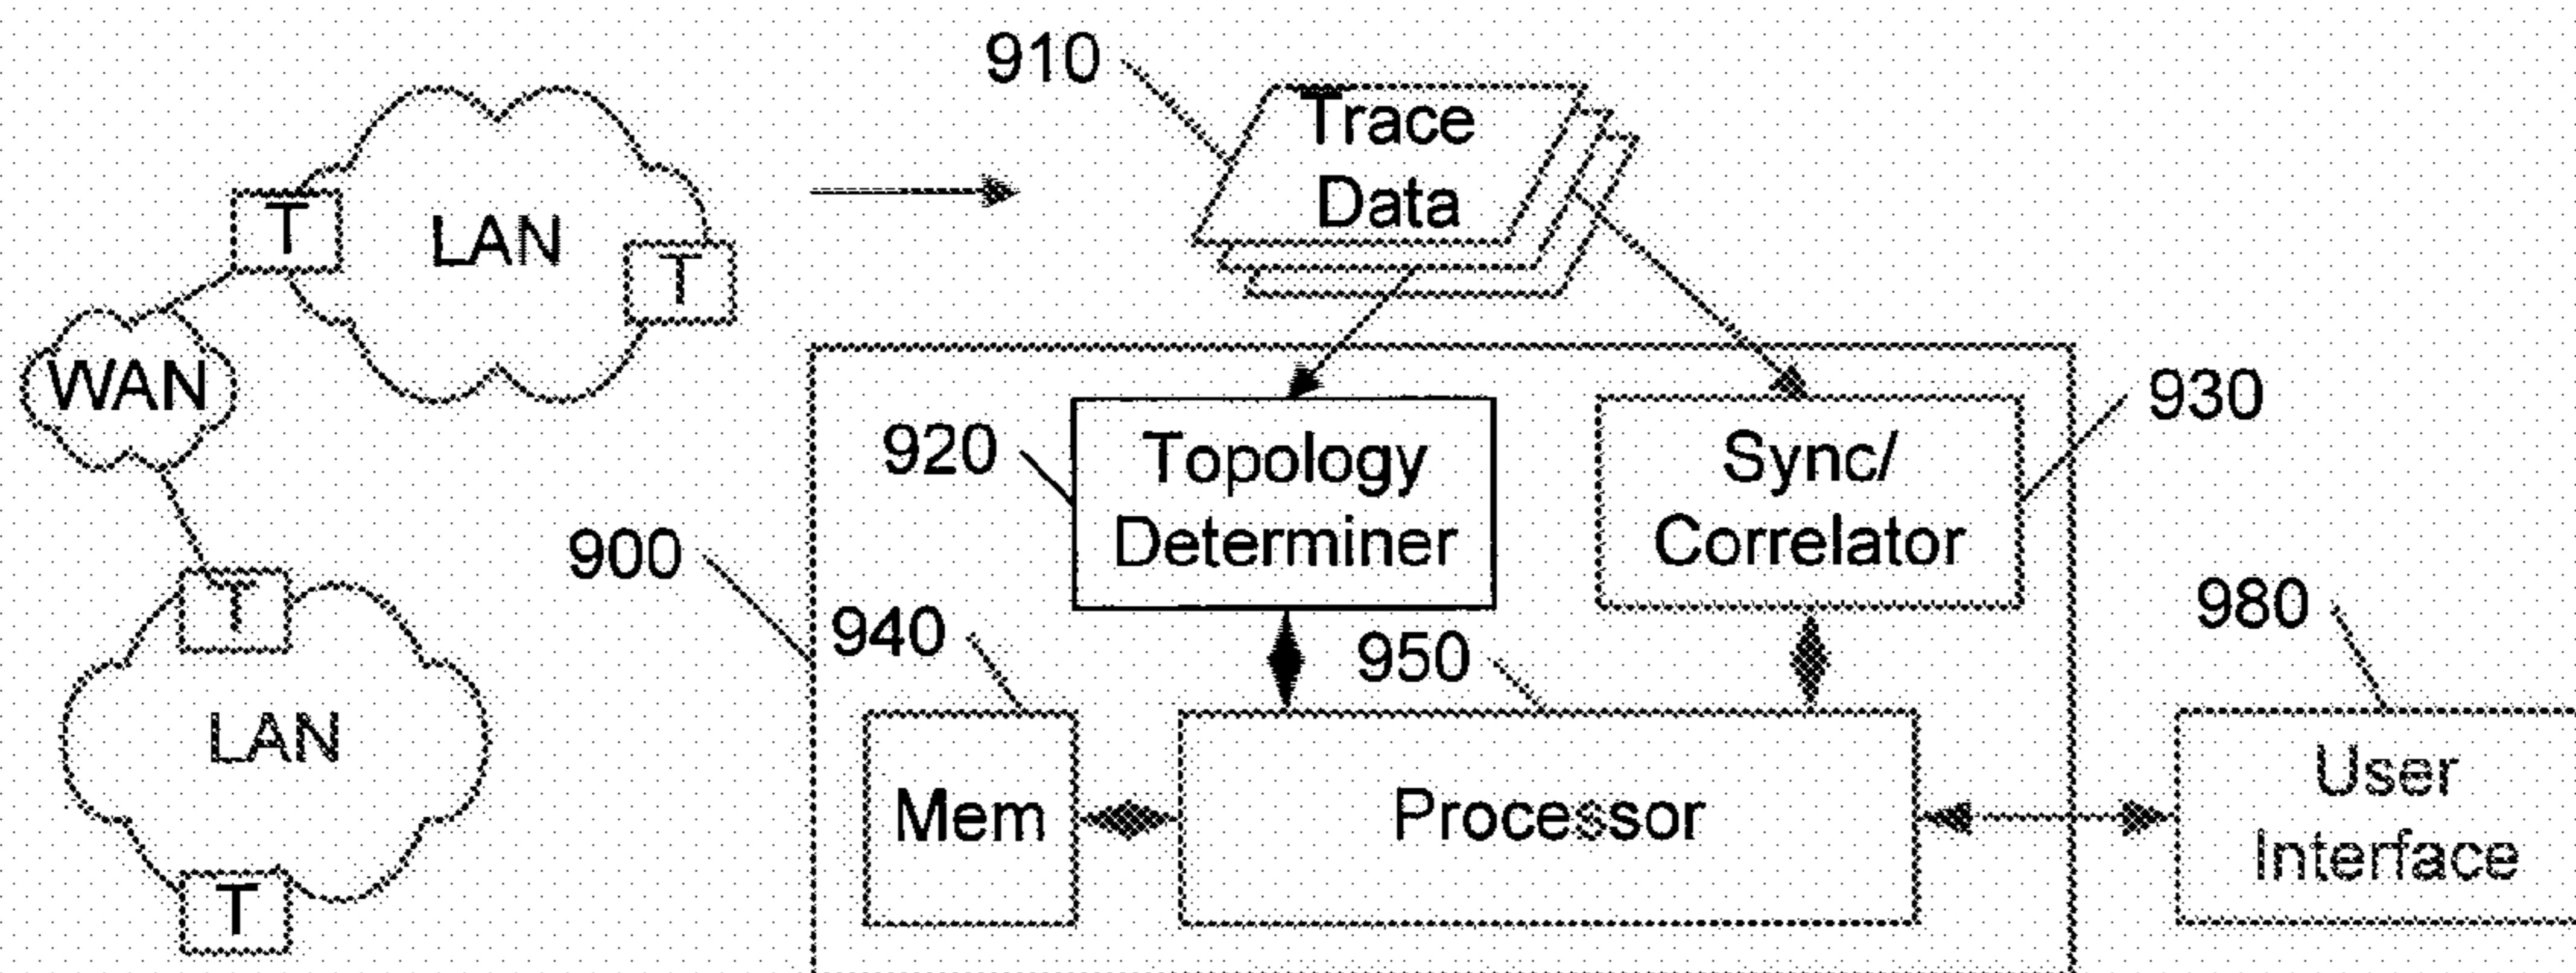 910
Trace
Data
T
LAN
T
WAN
920
Topology
Determiner
Sync/
Correlator
930
900
940
950
980
T
LAN
Mem
Processor
User
Interface
T